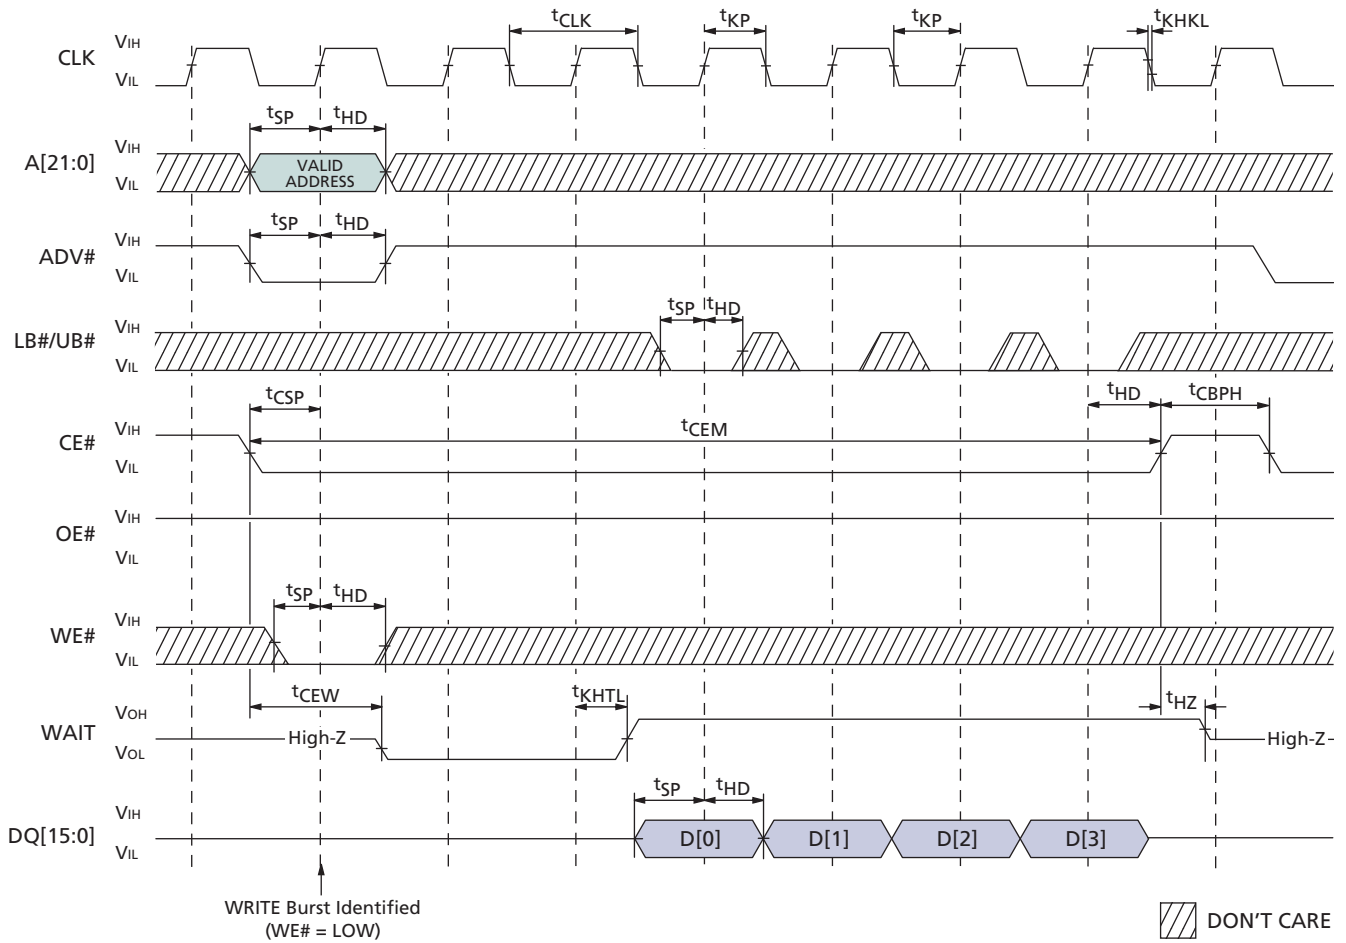 tCLK tKP tKP tKHKL
CLK VIH
VIL
tSP tHD
A[21:0] VIH
VIL
VALID
ADDRESS
tSP tHD
ADV# VIH
VIL
tSP tHD
LB#/UB# VIH
VIL
tCSP tHD tCBPH
CE# VIH
VIL
tCEM
OE# VIH
VIL
tSP tHD
WE# VIH
VIL
tCEW tKHTL tHZ
WAIT VOH
VOL
High-Z High-Z
tSP tHD
DQ[15:0] VIH
VIL
D[0] D[1] D[2] D[3]
WRITE Burst Identified
(WE# = LOW)
DON'T CARE